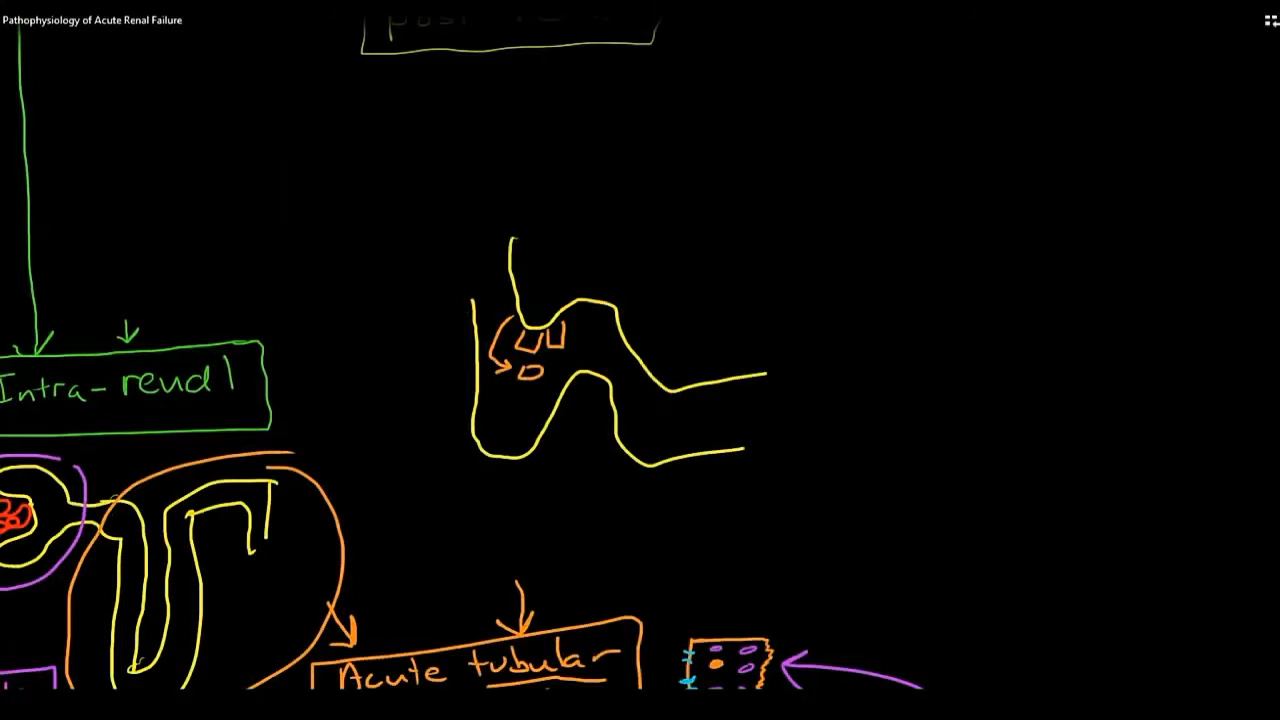 Pathophysiology of Acute Renal Failure
Intra-renal
Acute tubular